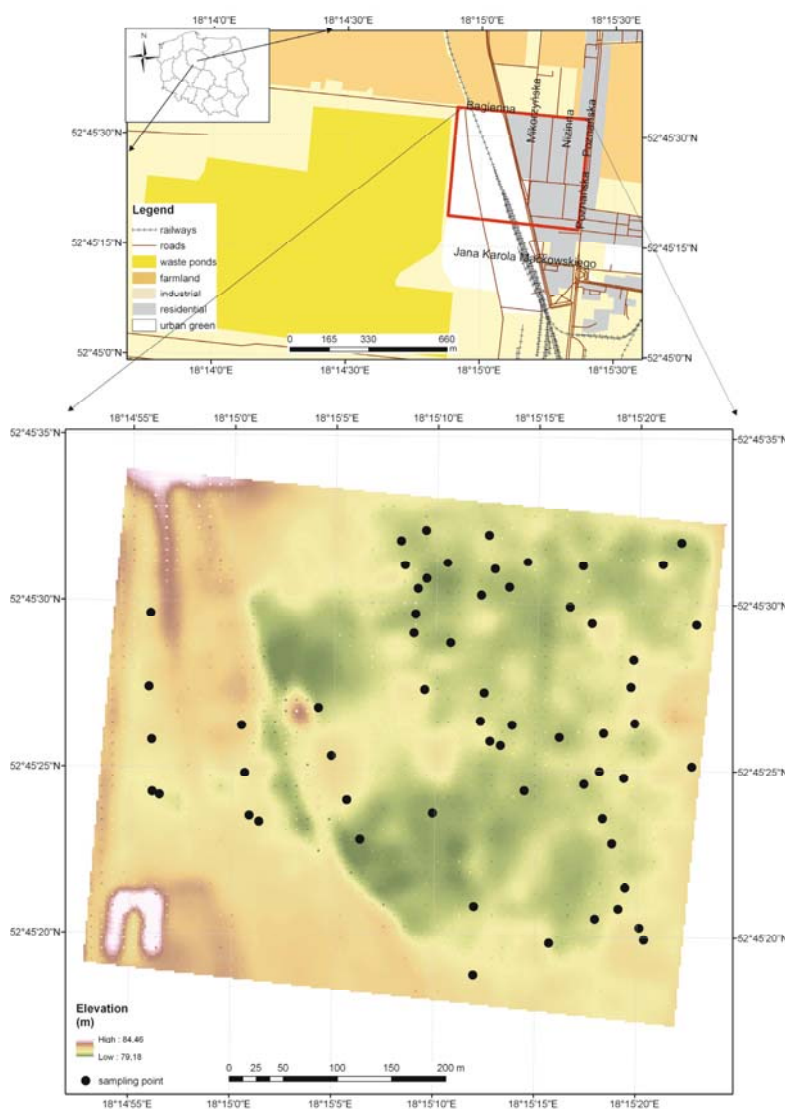 18°14'0"E 18°14'30"E 18°15'0"E 18°15'30"E
N
Bagienna
Mikorzyńska
Nizinna
Poznańska
Poznańska
52°45'30"N 52°45'30"N
52°45'15"N 52°45'15"N
52°45'0"N 52°45'0"N
Jana Karola Maćkowskiego
Legend
railways
roads
waste ponds
farmland
industrial
residential
urban green
0 165 330 660
m
18°14'0"E 18°14'30"E 18°15'0"E 18°15'30"E
18°14'55"E 18°15'0"E 18°15'5"E 18°15'10"E 18°15'15"E 18°15'20"E
52°45'35"N 52°45'35"N
52°45'30"N 52°45'30"N
52°45'25"N 52°45'25"N
52°45'20"N 52°45'20"N
Elevation
(m)
High : 84.46
Low : 79.18
sampling point
0 25 50 100 150 200 m
18°14'55"E 18°15'0"E 18°15'5"E 18°15'10"E 18°15'15"E 18°15'20"E